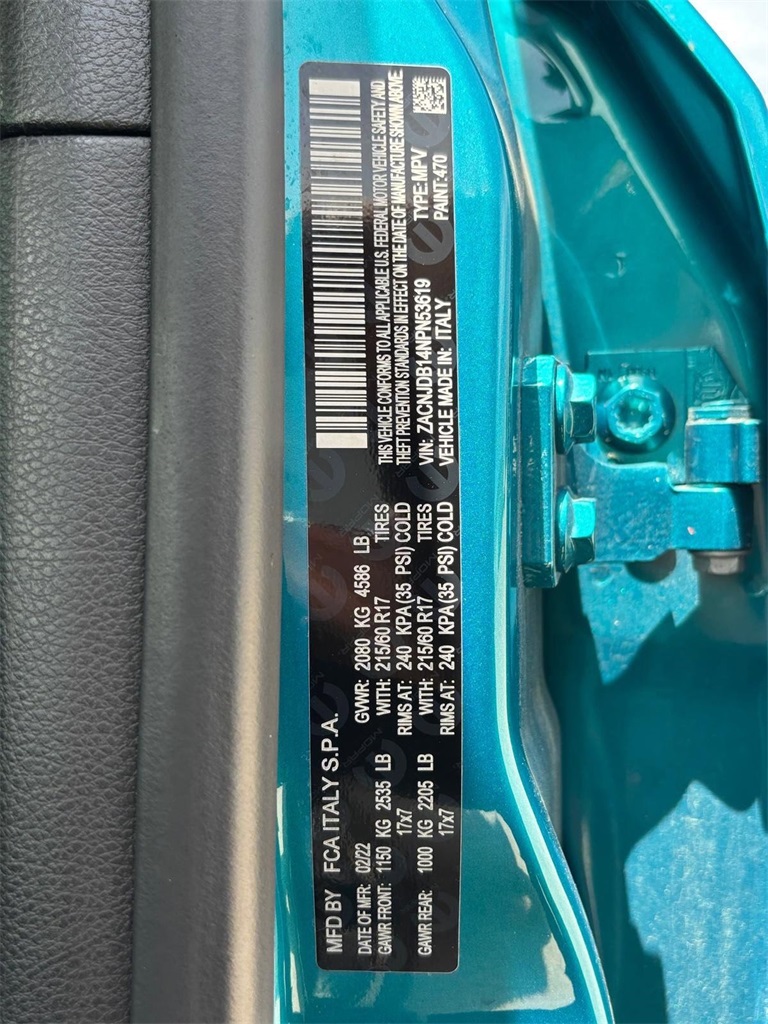 MFD BY FCA ITALY S.P.A.
DATE OF MFR: 02/22 GVWR: 2080 KG 4586 LB
GAWR FRONT: 1150 KG 2535 LB WITH: 215/60 R17 TIRES
17x7 RIMS AT: 240 KPA(35 PSI) COLD
GAWR REAR: 1000 KG 2205 LB WITH: 215/60 R17 TIRES
17x7 RIMS AT: 240 KPA(35 PSI) COLD
THIS VEHICLE CONFORMS TO ALL APPLICABLE U.S. FEDERAL MOTOR VEHICLE SAFETY AND
THEFT PREVENTION STANDARDS IN EFFECT ON THE DATE OF MANUFACTURE SHOWN ABOVE.
VIN: ZACNJDB14NPN53619 TYPE:MPV
VEHICLE MADE IN: ITALY PAINT:470